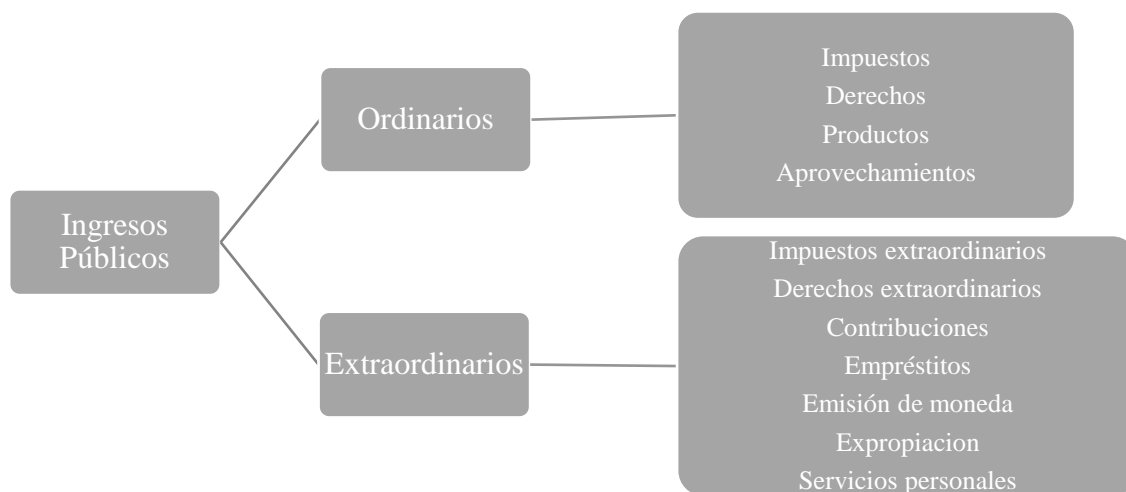 Ingresos
Públicos
Ordinarios
Impuestos
Derechos
Productos
Aprovechamientos
Extraordinarios
Impuestos extraordinarios
Derechos extraordinarios
Contribuciones
Empréstitos
Emisión de moneda
Expropiacion
Servicios personales